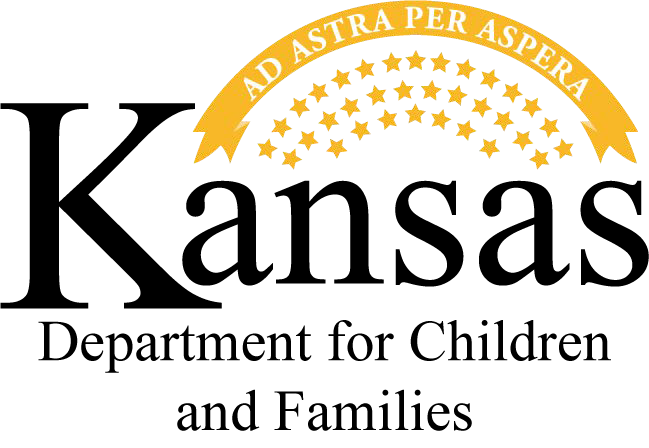 AD ASTRA PER ASPERA
Kansas
Department for Children
and Families